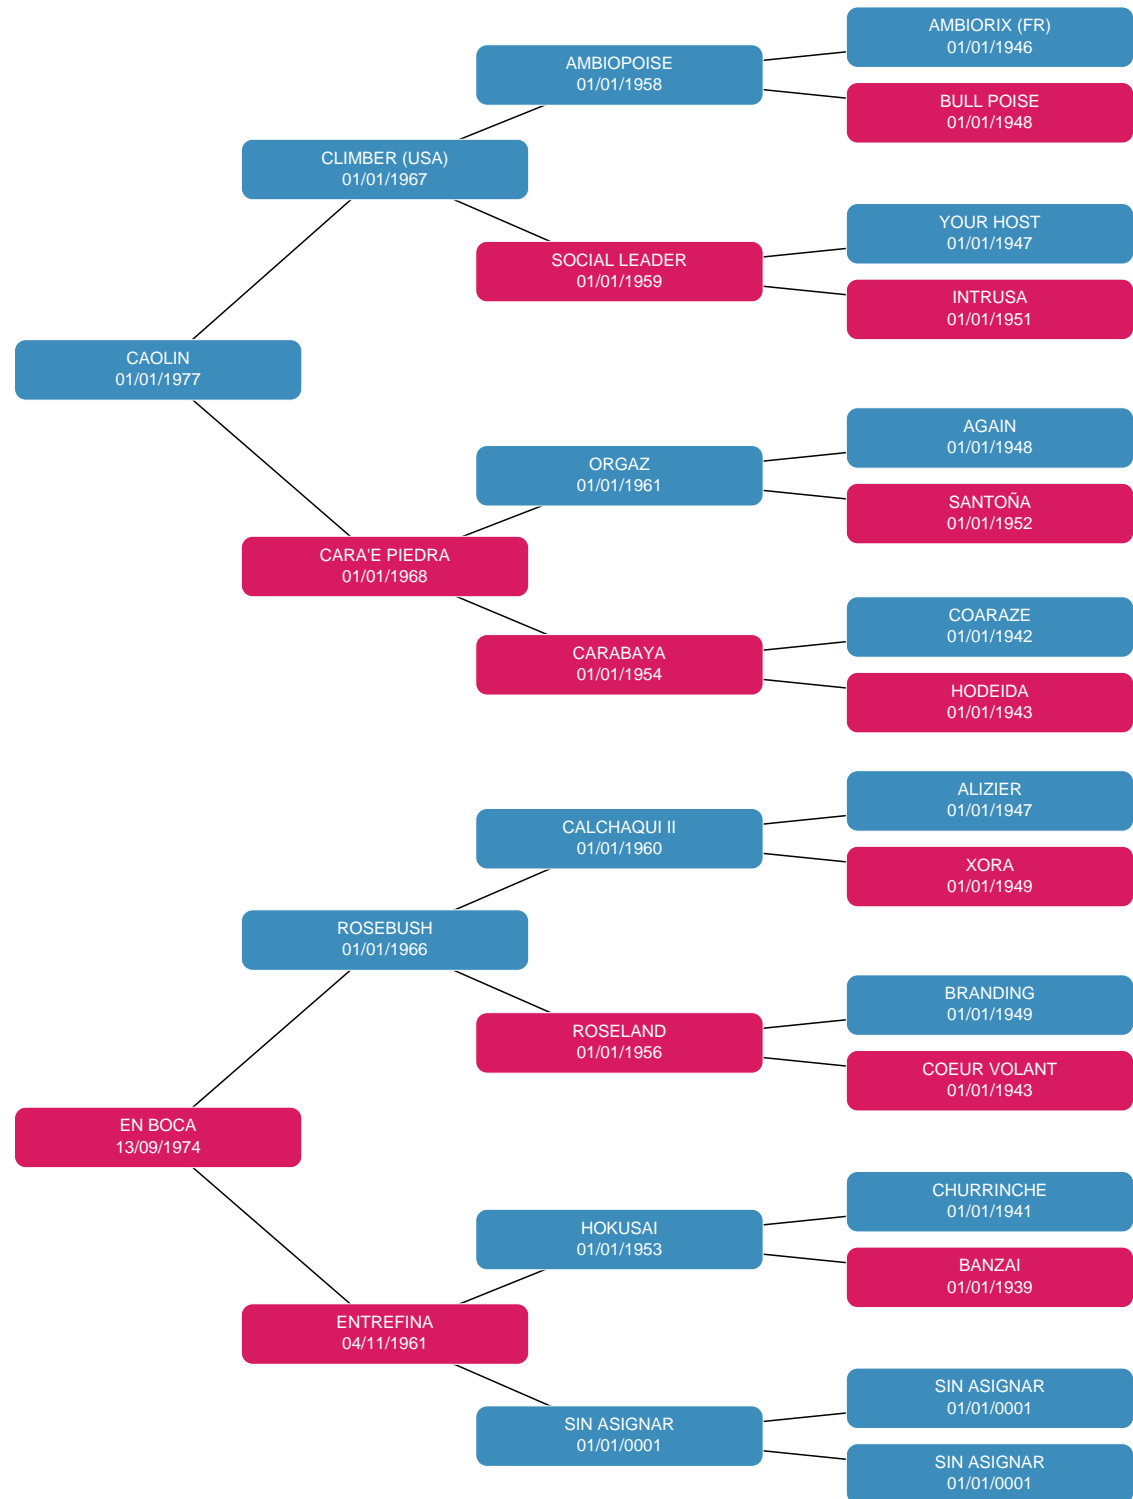 AMBIORIX (FR)
01/01/1946
AMBIOPOISE
01/01/1958
BULL POISE
01/01/1948
CLIMBER (USA)
01/01/1967
YOUR HOST
01/01/1947
SOCIAL LEADER
01/01/1959
INTRUSA
01/01/1951
CAOLIN
01/01/1977
AGAIN
01/01/1948
ORGAZ
01/01/1961
SANTOÑA
01/01/1952
CARA'E PIEDRA
01/01/1968
COARAZE
01/01/1942
CARABAYA
01/01/1954
HODEIDA
01/01/1943
ALIZIER
01/01/1947
CALCHAQUI II
01/01/1960
XORA
01/01/1949
ROSEBUSH
01/01/1966
BRANDING
01/01/1949
ROSELAND
01/01/1956
COEUR VOLANT
01/01/1943
EN BOCA
13/09/1974
CHURRINCHE
01/01/1941
HOKUSAI
01/01/1953
BANZAI
01/01/1939
ENTREFINA
04/11/1961
SIN ASIGNAR
01/01/0001
SIN ASIGNAR
01/01/0001
SIN ASIGNAR
01/01/0001